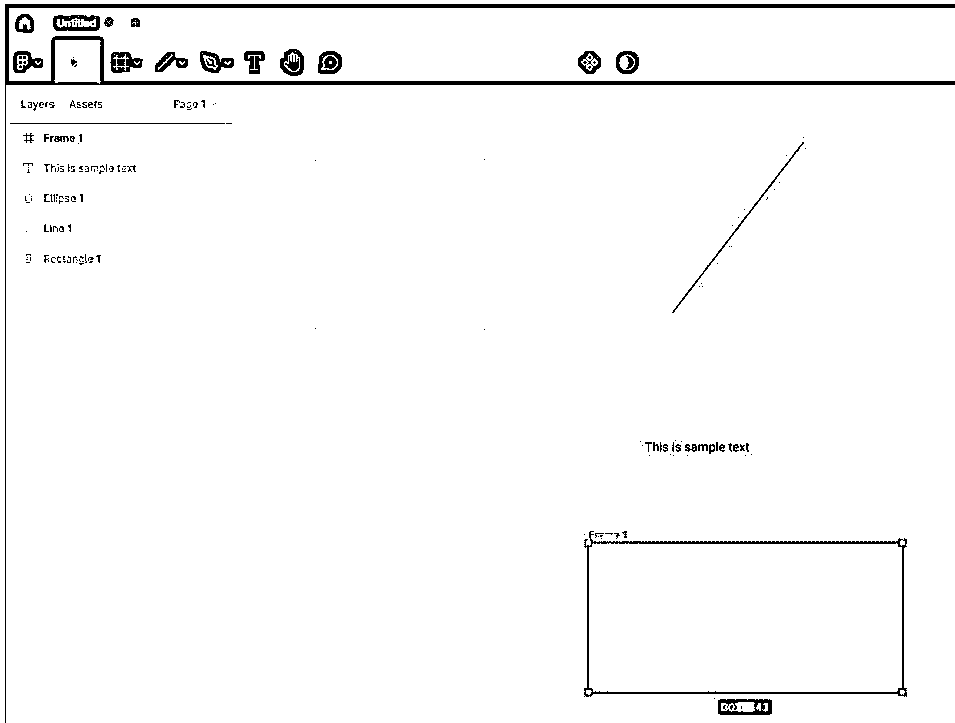 Untitled
Layers Assets Page 1
Frame 1
This is sample text
Ellipse 1
Line 1
Rectangle 1
This is sample text
Frame 1